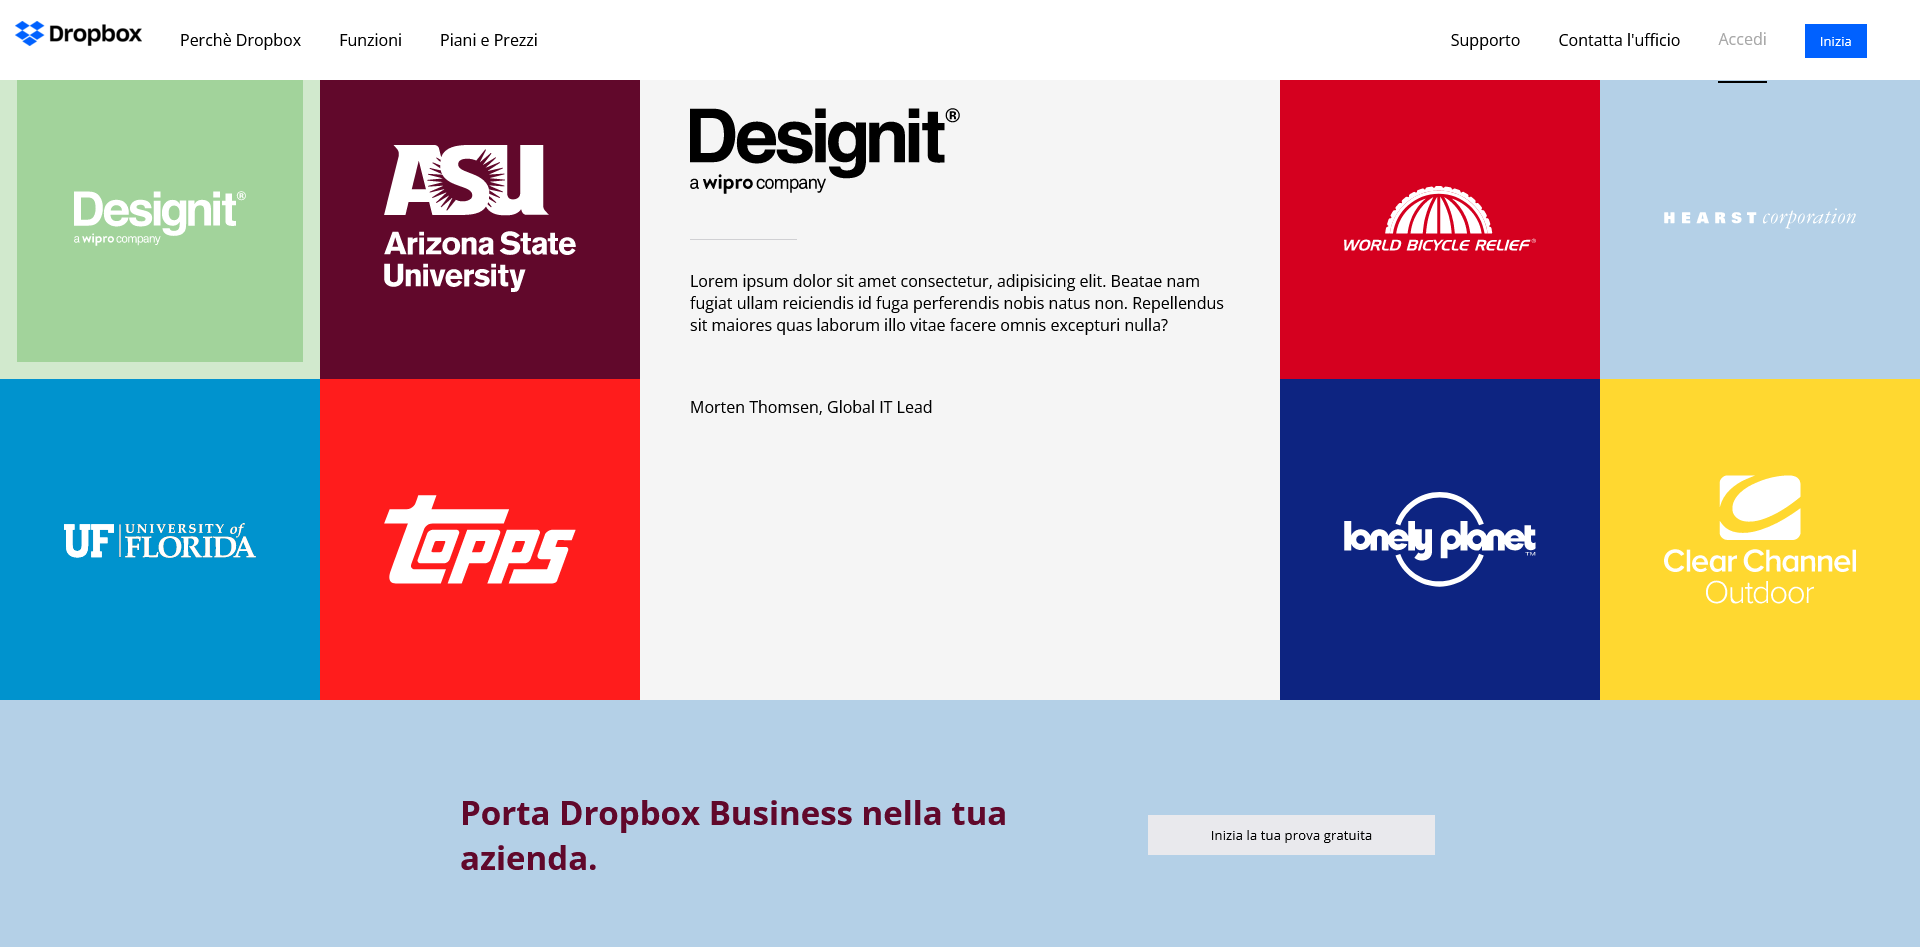 Dropbox
Perchè Dropbox
Funzioni
Piani e Prezzi
Supporto
Contatta l'ufficio
Accedi
Inizia
Designit®
a wipro company
ASU
Arizona State
University
Designit®
a wipro company
Lorem ipsum dolor sit amet consectetur, adipisicing elit. Beatae nam
fugiat ullam reiciendis id fuga perferendis nobis natus non. Repellendus
sit maiores quas laborum illo vitae facere omnis excepturi nulla?
Morten Thomsen, Global IT Lead
WORLD BICYCLE RELIEF®
HEARST corporation
UF UNIVERSITY of
FLORIDA
Topps
lonely planet™
Clear Channel
Outdoor
Porta Dropbox Business nella tua
azienda.
Inizia la tua prova gratuita